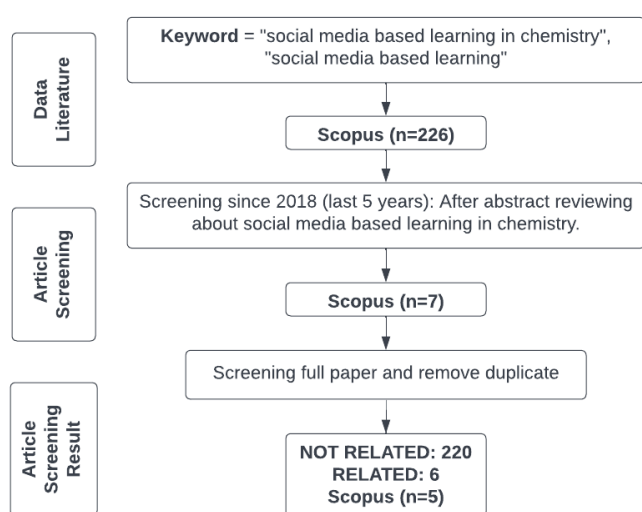 Data
Literature
Keyword = "social media based learning in chemistry",
"social media based learning"
Scopus (n=226)
Article
Screening
Screening since 2018 (last 5 years): After abstract reviewing
about social media based learning in chemistry.
Scopus (n=7)
Screening full paper and remove duplicate
Article
Screening
Result
NOT RELATED: 220
RELATED: 6
Scopus (n=5)